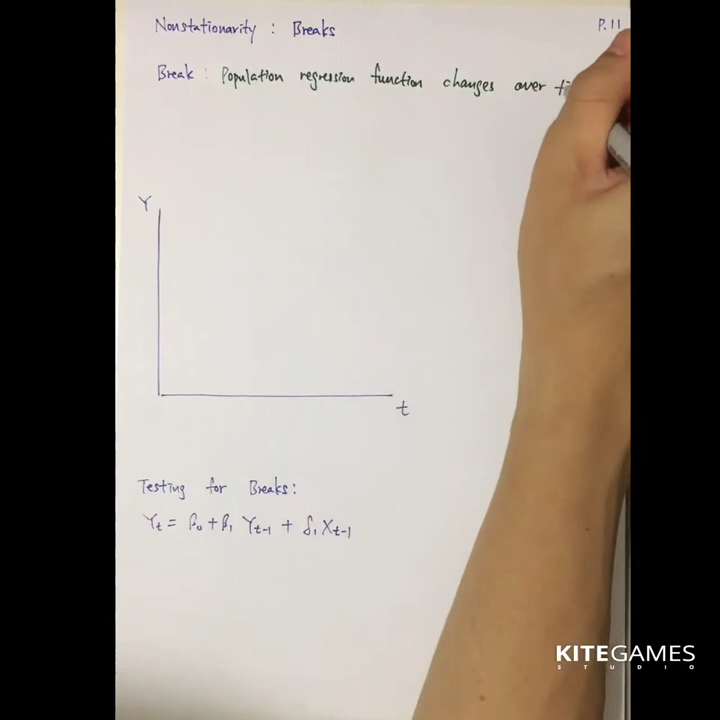 Nonstationarity : Breaks P.11
Break : Population regression function changes over
Y
t
Testing for Breaks:
Yt = β0 + β1 Yt-1 + δ1 Xt-1
KITEGAMES
STUDIO